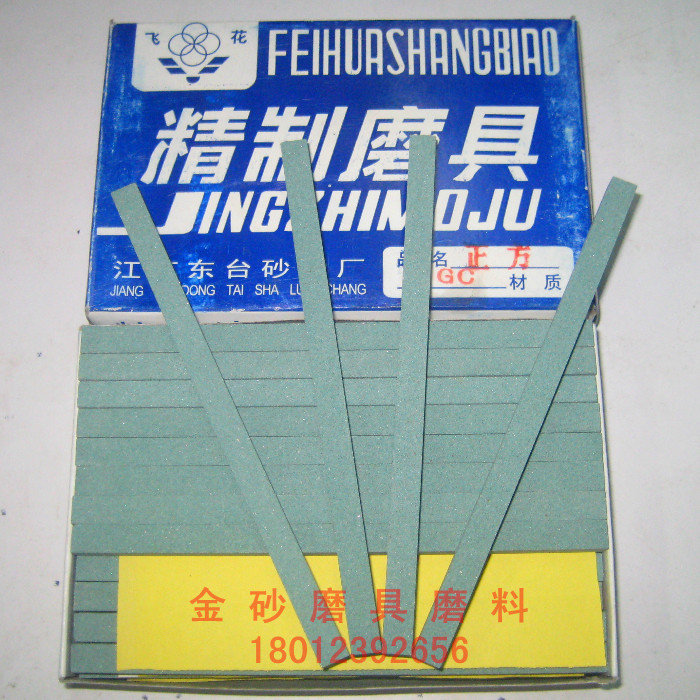 飞 花
FEIHUASHANGBIAO
精制磨具
JINGZHIMOJU
江 东台砂 厂
JIANG DONG TAI SHA LU CHANG
品名 正方
GC 材质
金砂磨具磨料
18012392656